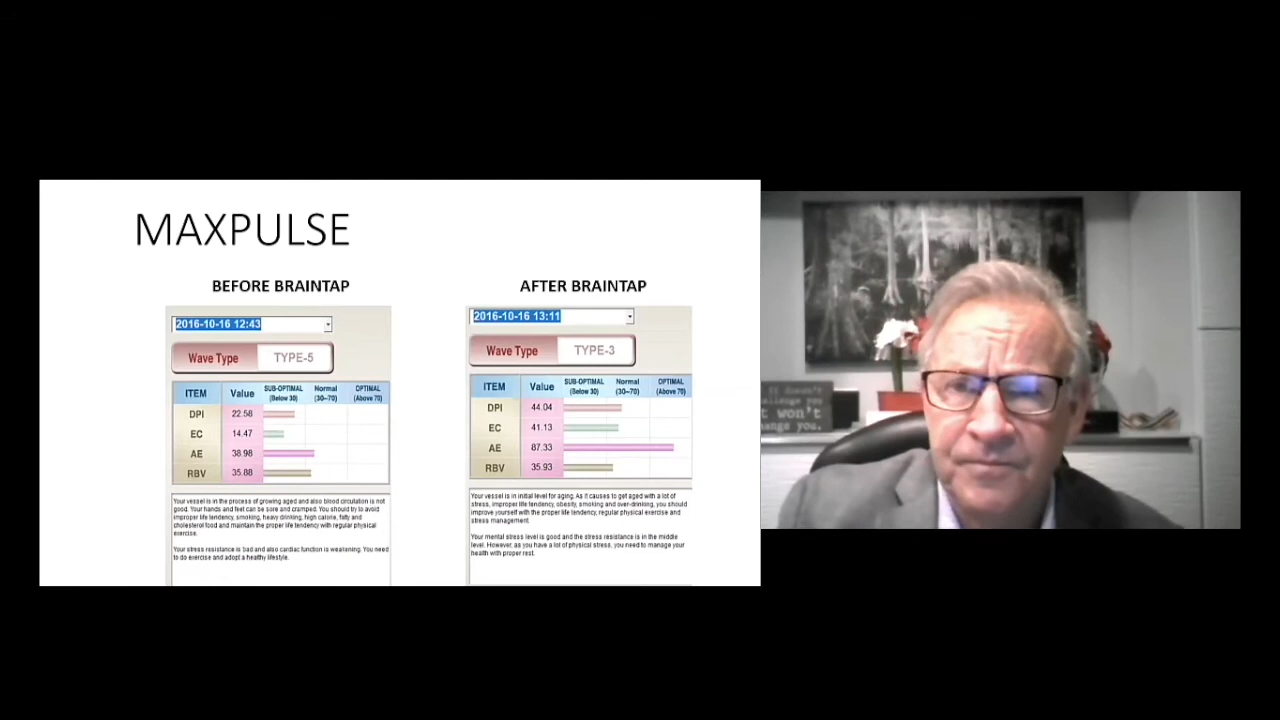 MAXPULSE
BEFORE BRAINTAP
2016-10-16 12:43
Wave Type TYPE-5
ITEM Value SUB-OPTIMAL (Below 30) Normal (30~70) OPTIMAL (Above 70)
DPI 22.58
EC 14.47
AE 38.98
RBV 35.88
Your vessel is in the process of growing aged and also blood circulation is not
good. Your hands and feet can be sore and cramped. You should try to avoid
improper life tendency, smoking, heavy drinking, high calorie, fatty and
cholesterol food and maintain the proper life tendency with regular physical
exercise.
Your stress resistance is bad and also cardiac function is weakening. You need
to do exercise and adopt a healthy lifestyle.
AFTER BRAINTAP
2016-10-16 13:11
Wave Type TYPE-3
ITEM Value SUB-OPTIMAL (Below 30) Normal (30~70) OPTIMAL (Above 70)
DPI 44.04
EC 41.13
AE 87.33
RBV 35.93
Your vessel is in initial level for aging. As it causes to get aged with a lot of
stress, improper life tendency, obesity, smoking and over-drinking, you should
improve yourself with the proper life tendency, regular physical exercise and
stress management.
Your mental stress level is good and the stress resistance is in the middle
level. However, as you have a lot of physical stress, you need to manage your
health with proper rest.
doesn't
you
won't
you.